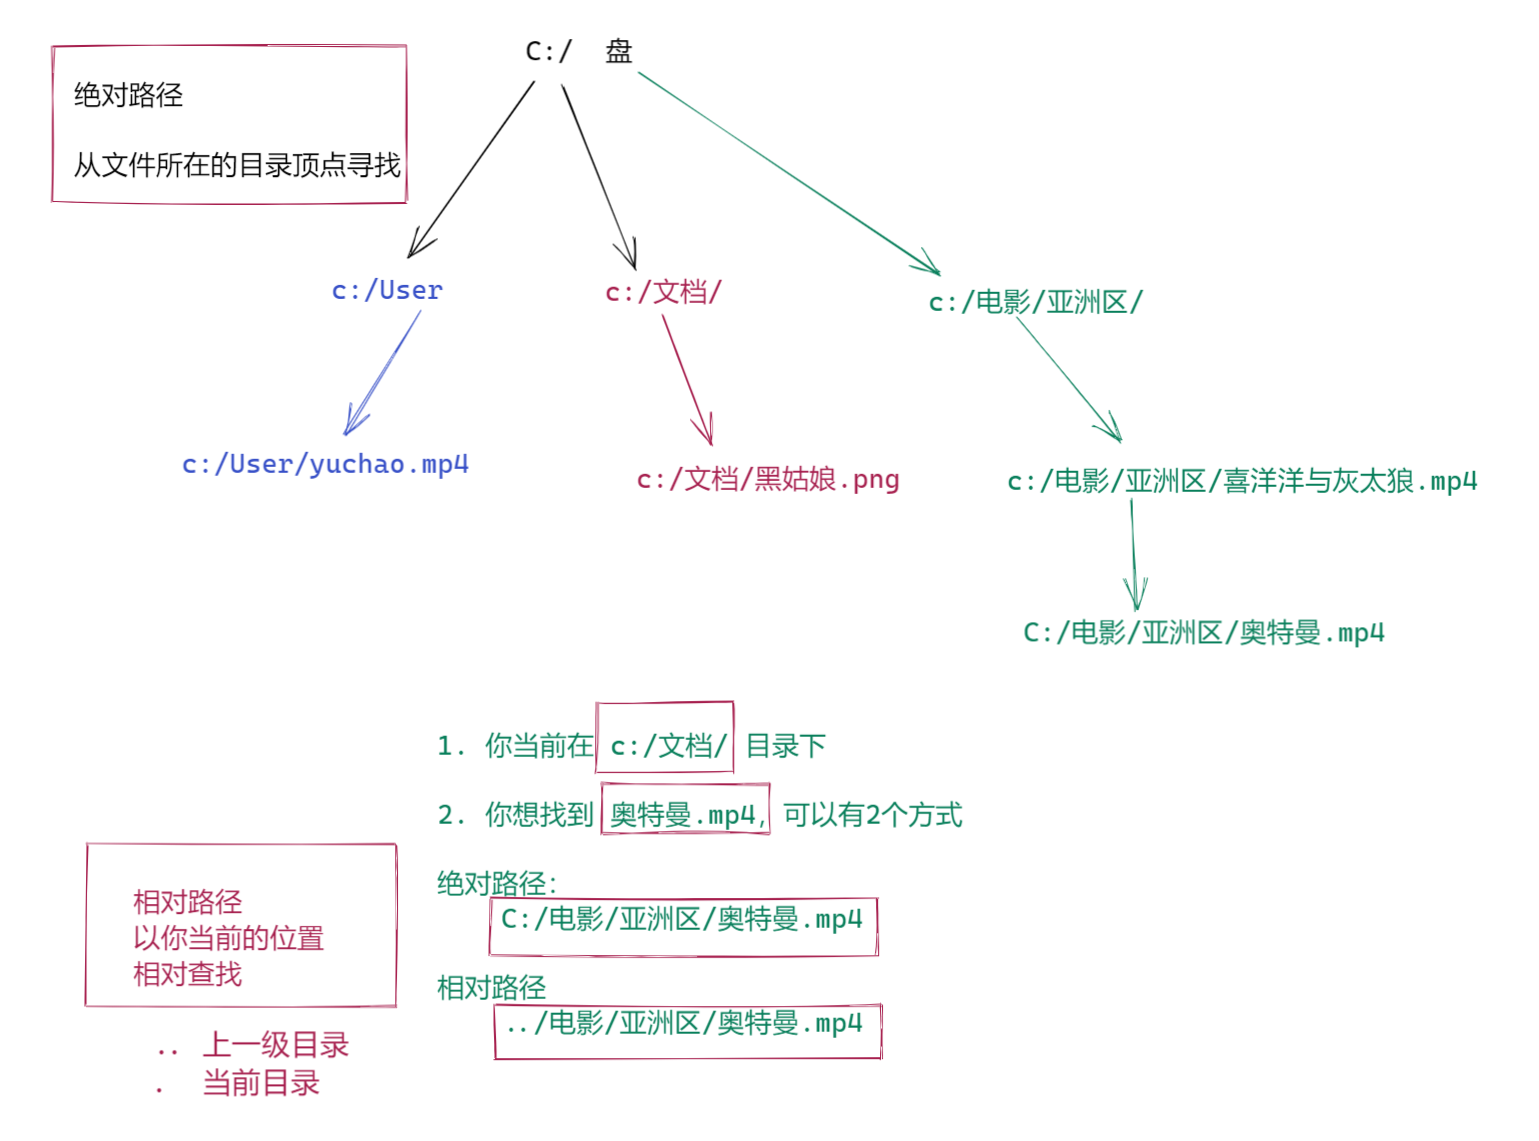 C:/  盘
绝对路径
从文件所在的目录顶点寻找
c:/User
c:/文档/
c:/电影/亚洲区/
c:/User/yuchao.mp4
c:/文档/黑姑娘.png
c:/电影/亚洲区/喜洋洋与灰太狼.mp4
C:/电影/亚洲区/奥特曼.mp4
1. 你当前在 c:/文档/ 目录下
2. 你想找到 奥特曼.mp4, 可以有2个方式
绝对路径:
C:/电影/亚洲区/奥特曼.mp4
相对路径
../电影/亚洲区/奥特曼.mp4
相对路径
以你当前的位置
相对查找
.. 上一级目录
.  当前目录